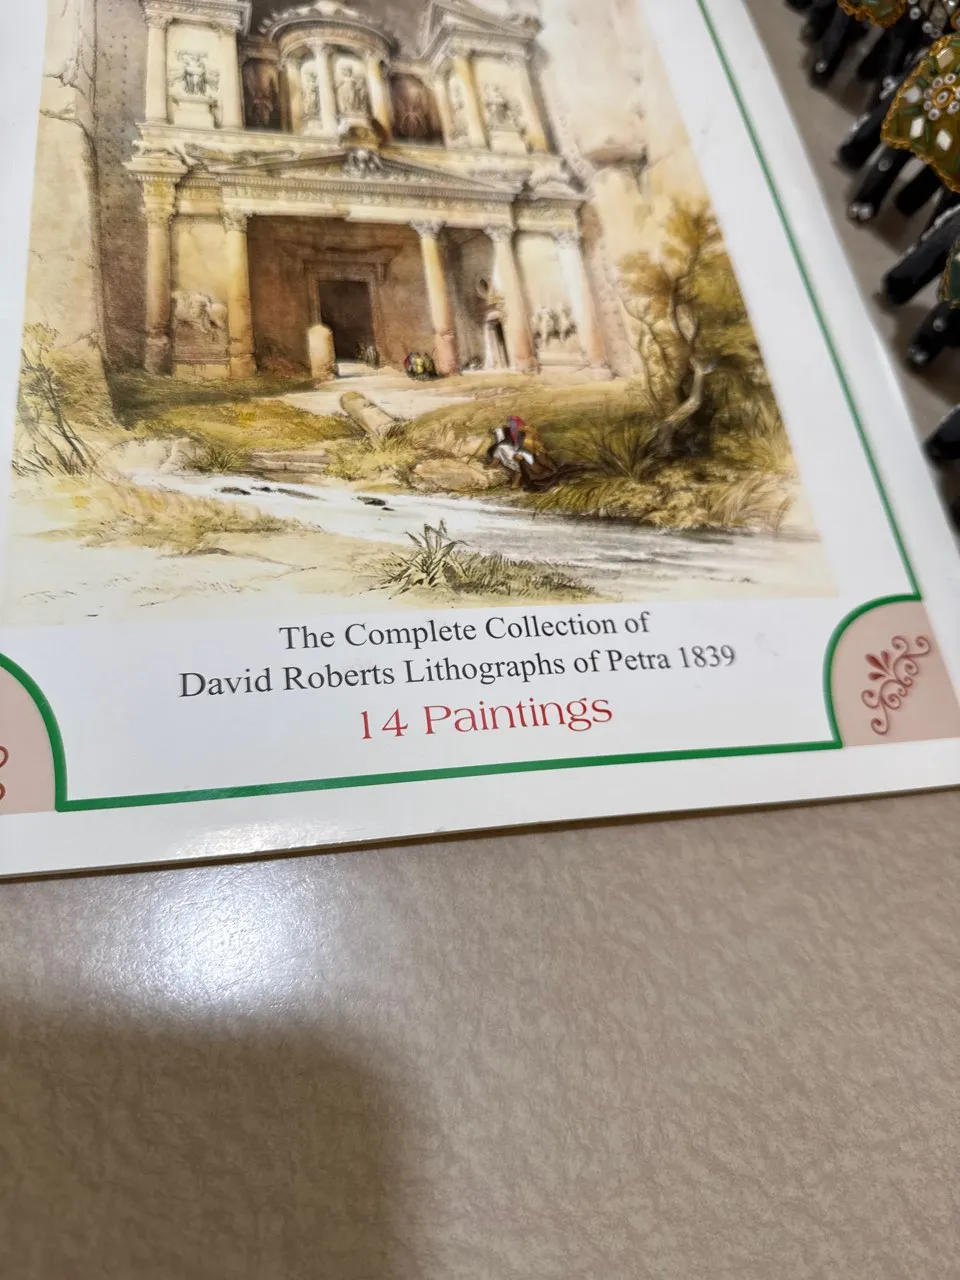 The Complete Collection of
David Roberts Lithographs of Petra 1839
14 Paintings